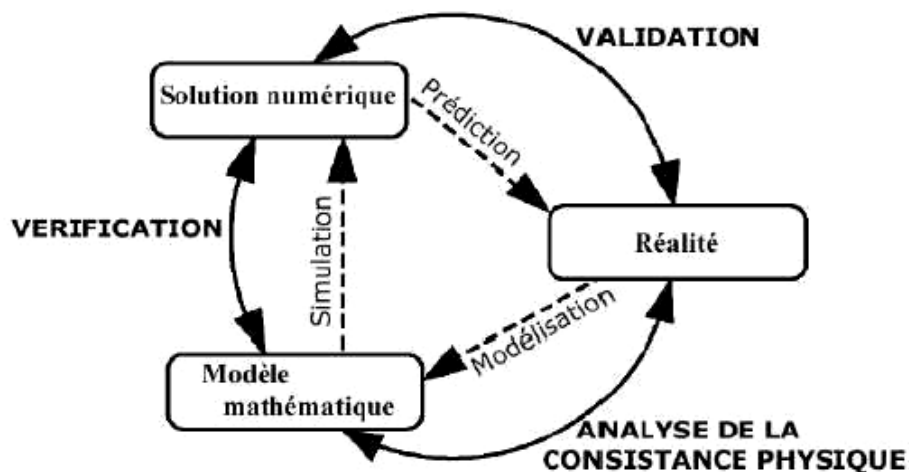 VALIDATION
Solution numérique
Prédiction
VERIFICATION
Simulation
Réalité
Modélisation
Modèle
mathématique
ANALYSE DE LA
CONSISTANCE PHYSIQUE